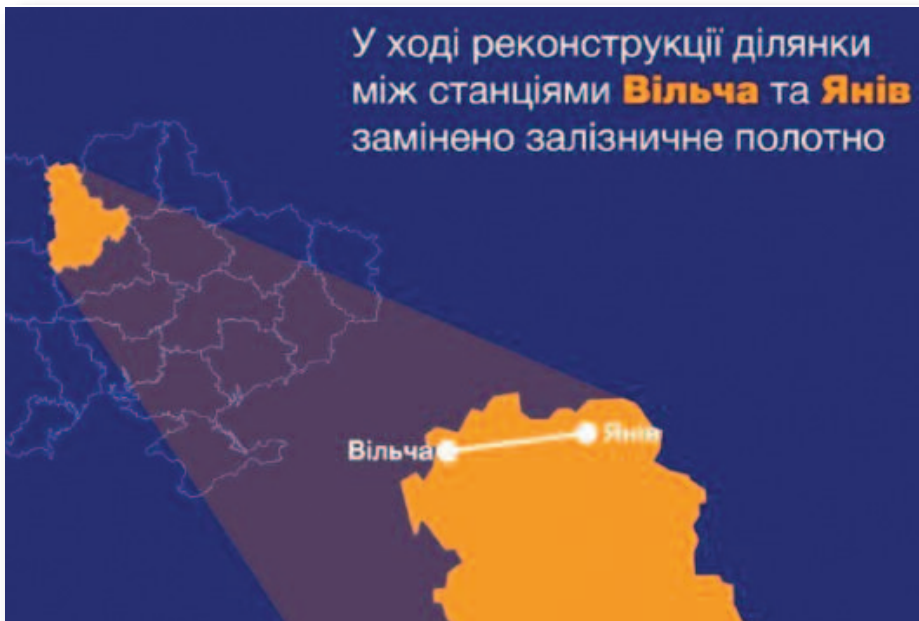 У ході реконструкції ділянки
між станціями Вільча та Янів
замінено залізничне полотно
Янів
Вільча